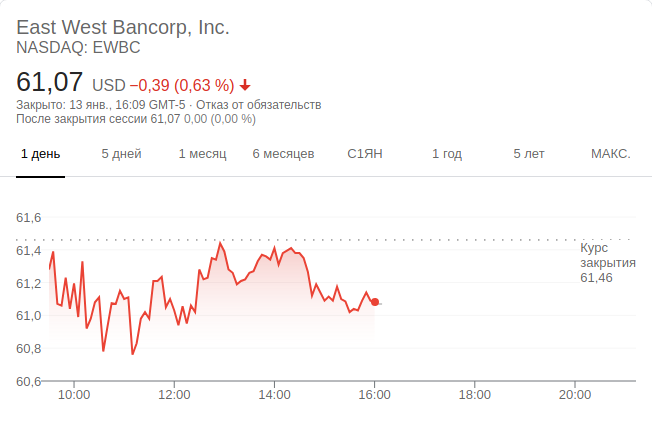 East West Bancorp, Inc.
NASDAQ: EWBC
61,07 USD −0,39 (0,63 %)
Закрыто: 13 янв., 16:09 GMT-5 · Отказ от обязательств
После закрытия сессии 61,07 0,00 (0,00 %)
1 день 5 дней 1 месяц 6 месяцев С1ЯН 1 год 5 лет МАКС.
61,6
61,4
61,2
61,0
60,8
60,6
Курс
закрытия
61,46
10:00 12:00 14:00 16:00 18:00 20:00